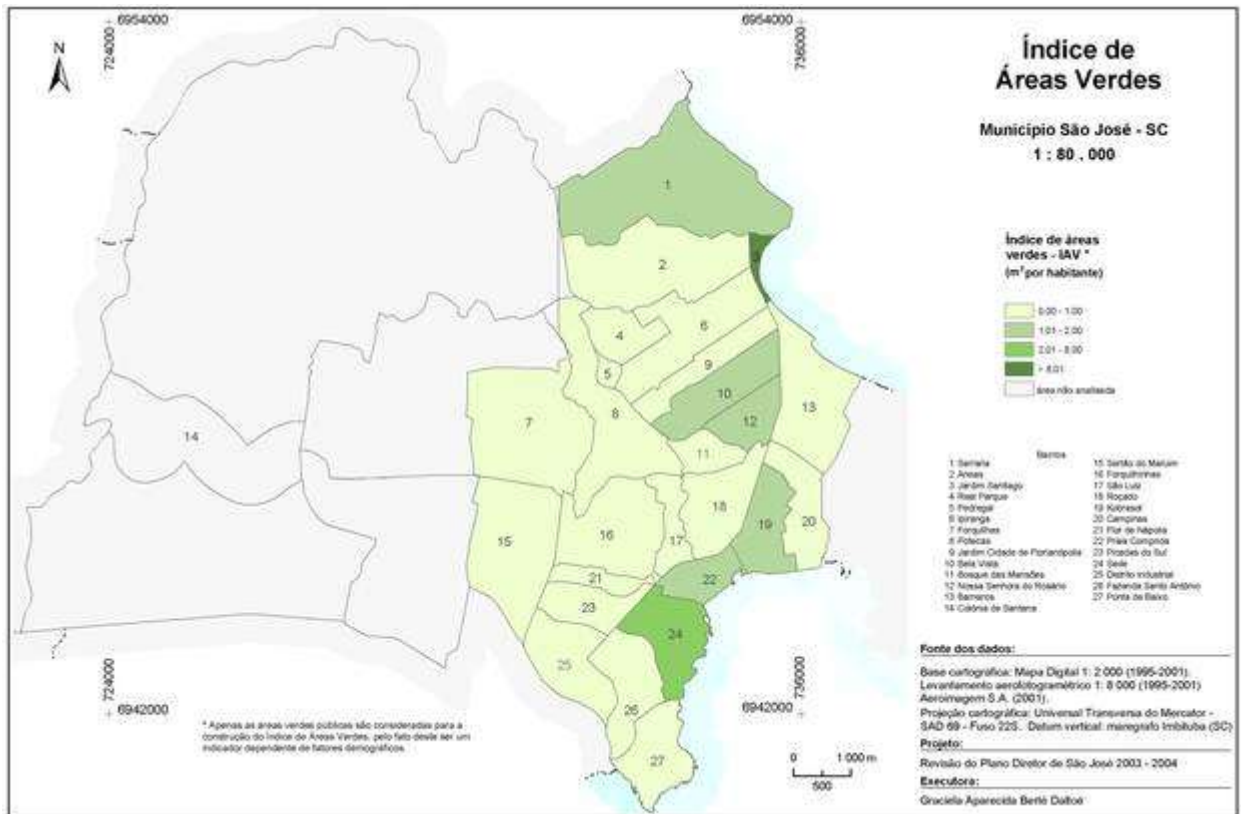 6954000
6954000
724000
736000
N
Índice de
Áreas Verdes
Município São José - SC
1 : 80 . 000
Índice de áreas
verdes - IAV *
(m² por habitante)
0.00 - 1.00
1.01 - 2.00
2.01 - 8.00
> 8.01
área não analisada
1
2
4
6
5
9
7
8
10
12
13
11
14
15
16
17
18
19
20
21
22
23
24
25
26
27
Bairros
1 Serraria
2 Areias
3 Jardim Santiago
4 Real Parque
5 Pedregal
6 Ipiranga
7 Forquilhas
8 Potecas
9 Jardim Cidade de Florianópolis
10 Bela Vista
11 Bosque das Mansões
12 Nossa Senhora do Rosário
13 Barreiros
14 Colônia de Santana
15 Sertão do Maruim
16 Forquilhinhas
17 São Luiz
18 Roçado
19 Kobrasol
20 Campinas
21 Flor de Nápolis
22 Praia Comprida
23 Picadas do Sul
24 Sede
25 Distrito Industrial
26 Fazenda Santo Antônio
27 Ponta de Baixo
Fonte dos dados:
Base cartográfica: Mapa Digital 1: 2 000 (1995-2001).
Levantamento aerofotogramétrico 1: 8 000 (1995-2001)
Aeroimagem S.A. (2001).
Projeção cartográfica: Universal Transversa do Mercator -
SAD 69 - Fuso 22S. Datum vertical: marégrafo Imbituba (SC)
Projeto:
Revisão do Plano Diretor de São José 2003 - 2004
Executora:
Graciela Aparecida Berté Dalfoé
724000
6942000
736000
6942000
* Apenas as áreas verdes públicas são consideradas para a
construção do Índice de Áreas Verdes, pelo fato deste ser um
indicador dependente de fatores demográficos.
0
1 000 m
500